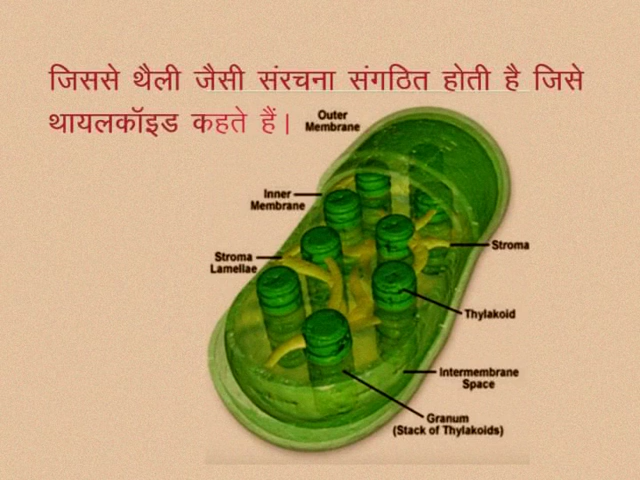 जिससे थैली जैसी संरचना संगठित होती है जिसे
थायलकॉइड कहते हैं।
Outer
Membrane
Inner
Membrane
Stroma
Lamellae
Stroma
Thylakoid
Intermembrane
Space
Granum
(Stack of Thylakoids)